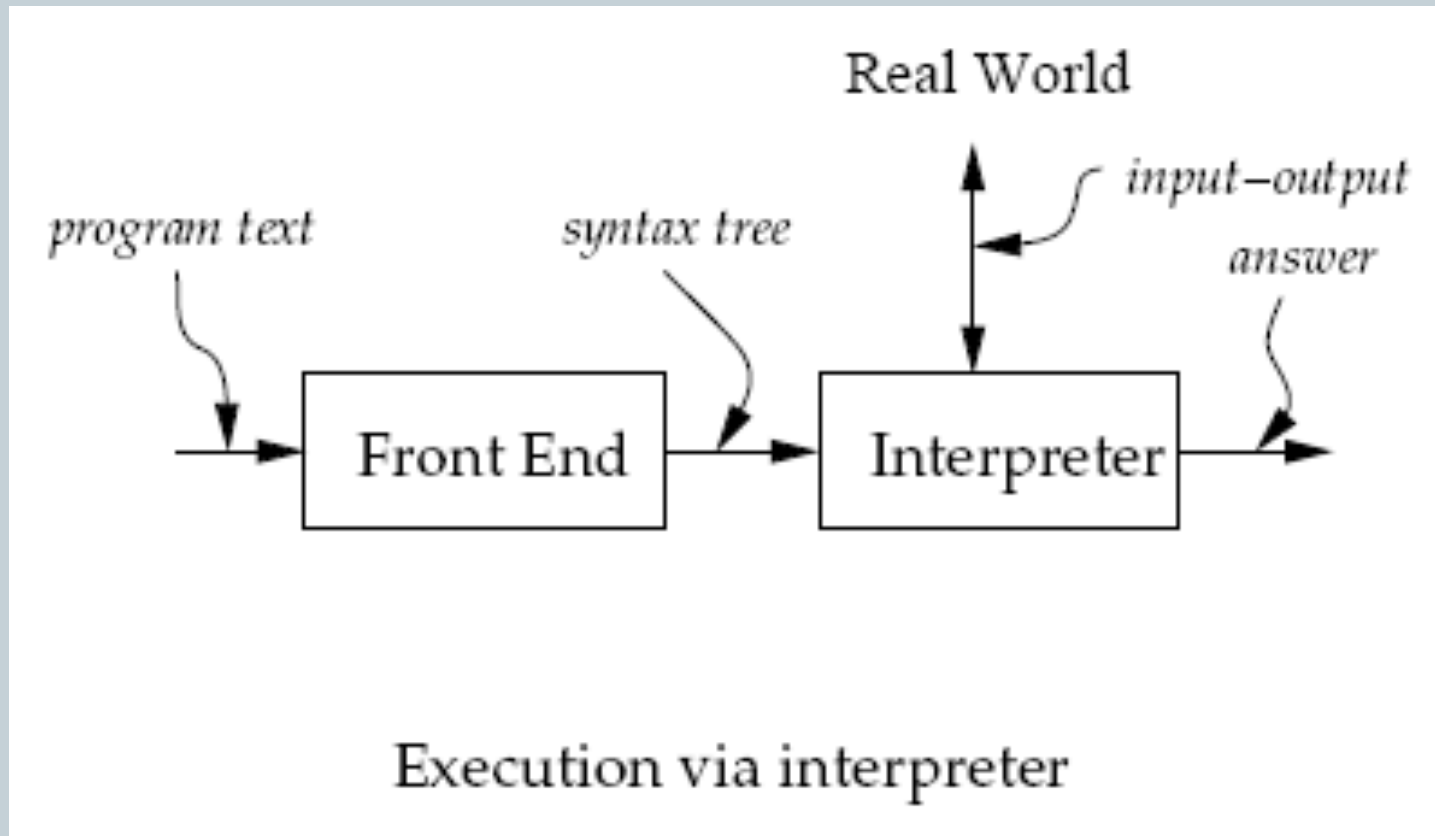 Real World
input–output
program text
syntax tree
answer
Front End
Interpreter
Execution via interpreter